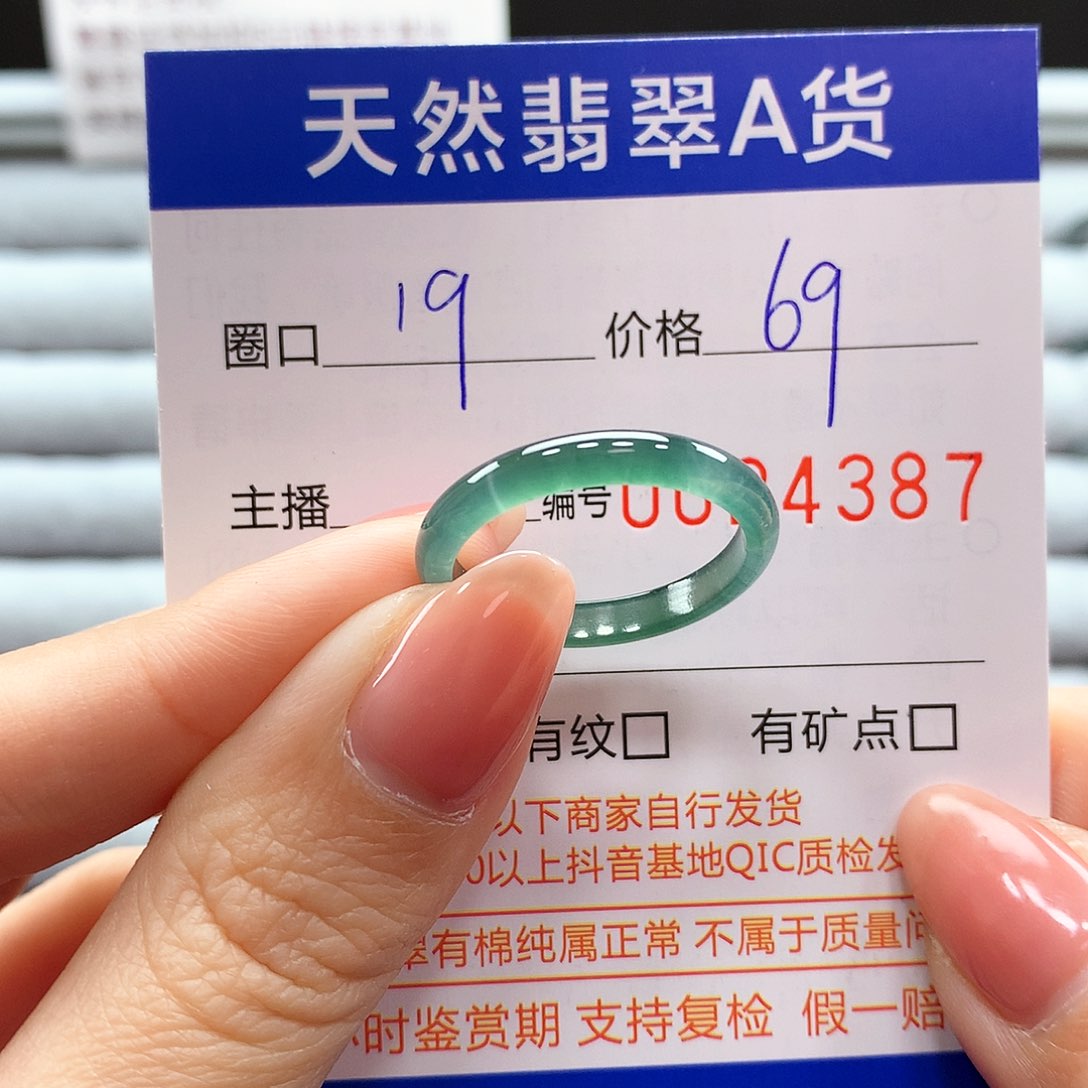 天然翡翠A货
圈口 19 价格 69
主播 编号 4387
有纹□ 有矿点□
以下商家自行发货
0以上抖音基地QIC质检发
翠有棉纯属正常 不属于质量问
时鉴赏期 支持复检 假一赔